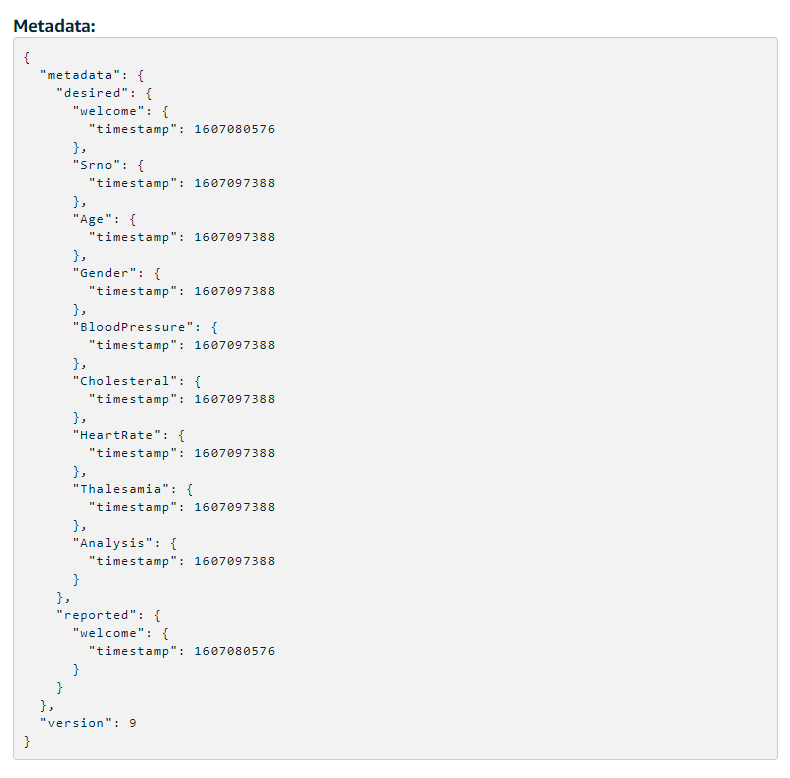 Metadata:
{
  "metadata": {
    "desired": {
      "welcome": {
        "timestamp": 1607080576
      },
      "Srno": {
        "timestamp": 1607097388
      },
      "Age": {
        "timestamp": 1607097388
      },
      "Gender": {
        "timestamp": 1607097388
      },
      "BloodPressure": {
        "timestamp": 1607097388
      },
      "Cholesteral": {
        "timestamp": 1607097388
      },
      "HeartRate": {
        "timestamp": 1607097388
      },
      "Thalesamia": {
        "timestamp": 1607097388
      },
      "Analysis": {
        "timestamp": 1607097388
      }
    },
    "reported": {
      "welcome": {
        "timestamp": 1607080576
      }
    }
  },
  "version": 9
}